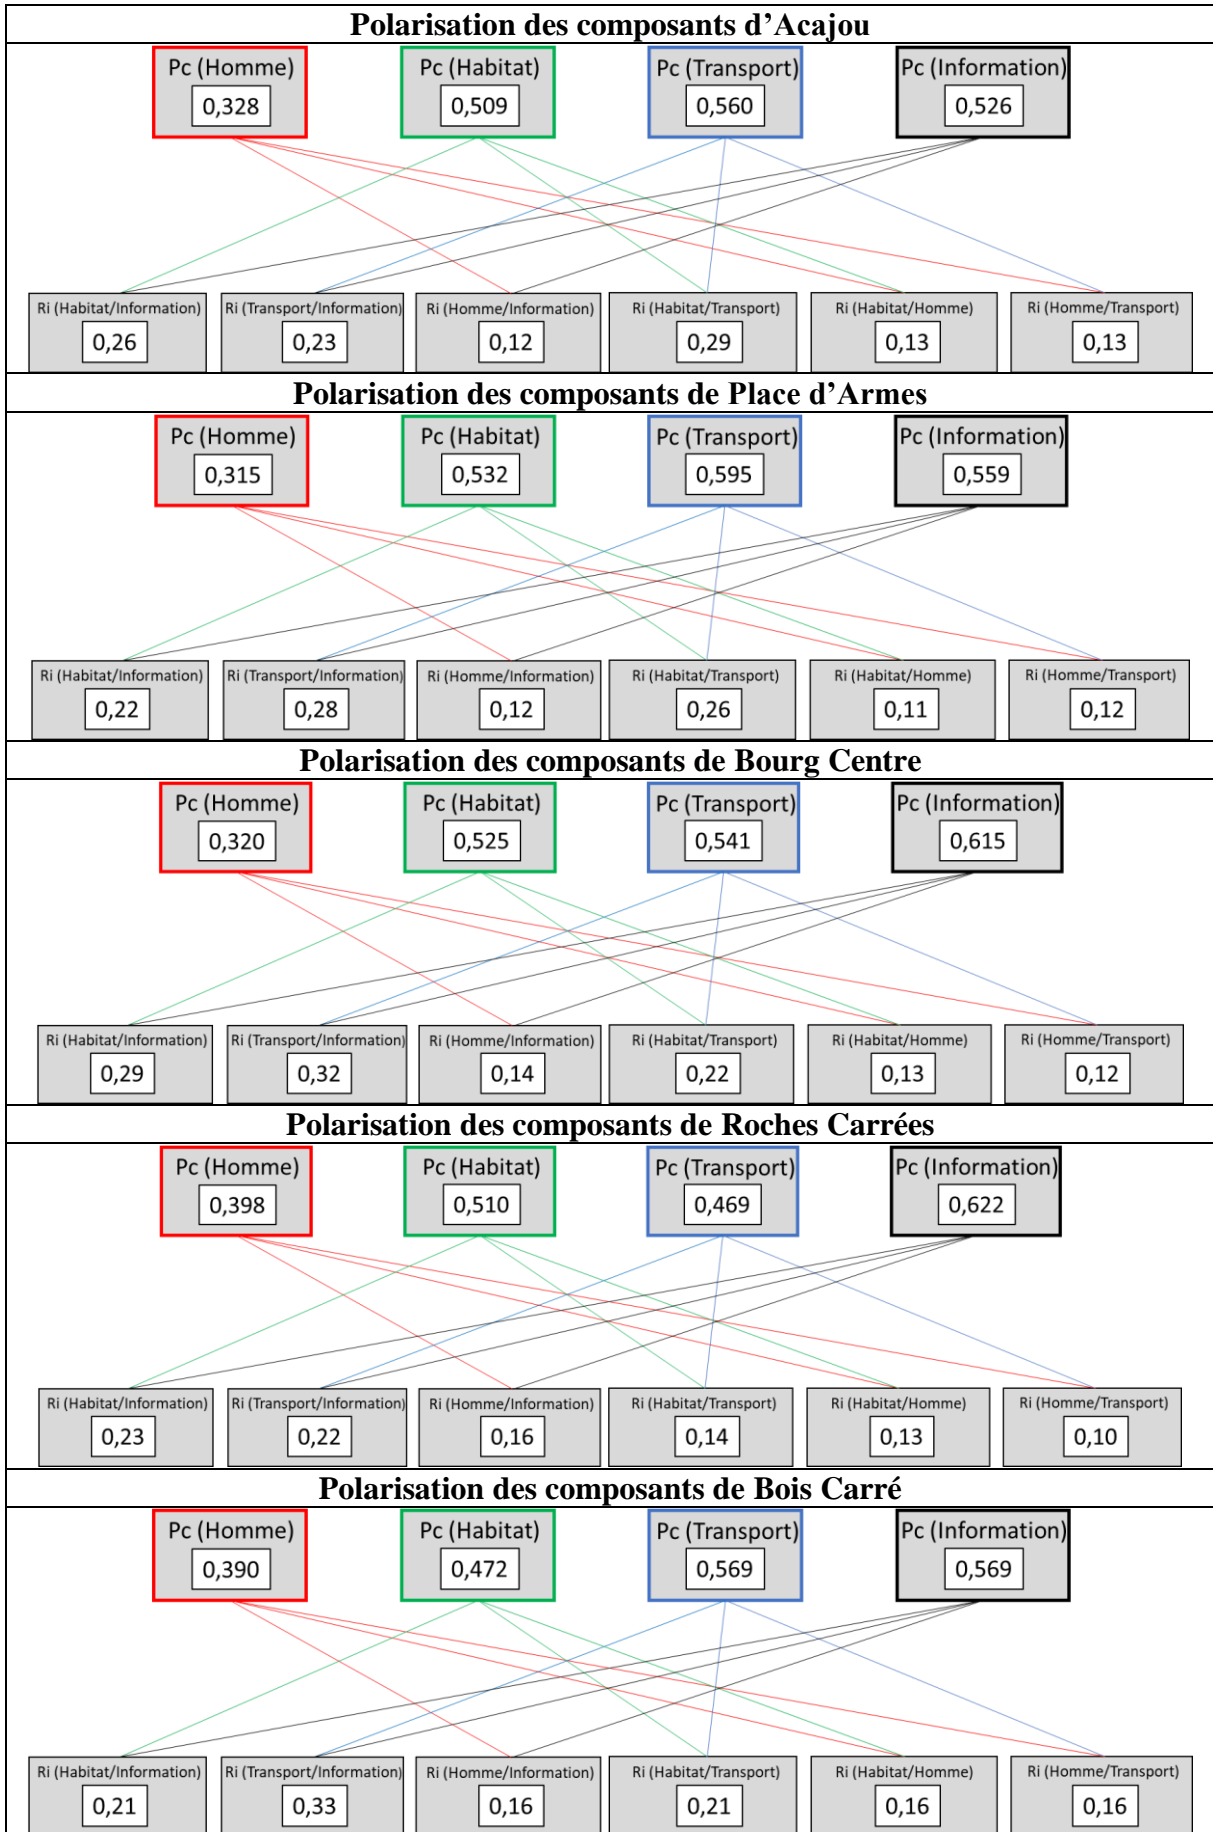 Polarisation des composants d’Acajou
Pc (Homme) Pc (Habitat) Pc (Transport) Pc (Information)
0,328 0,509 0,560 0,526
Ri (Habitat/Information) Ri (Transport/Information) Ri (Homme/Information) Ri (Habitat/Transport) Ri (Habitat/Homme) Ri (Homme/Transport)
0,26 0,23 0,12 0,29 0,13 0,13
Polarisation des composants de Place d’Armes
Pc (Homme) Pc (Habitat) Pc (Transport) Pc (Information)
0,315 0,532 0,595 0,559
Ri (Habitat/Information) Ri (Transport/Information) Ri (Homme/Information) Ri (Habitat/Transport) Ri (Habitat/Homme) Ri (Homme/Transport)
0,22 0,28 0,12 0,26 0,11 0,12
Polarisation des composants de Bourg Centre
Pc (Homme) Pc (Habitat) Pc (Transport) Pc (Information)
0,320 0,525 0,541 0,615
Ri (Habitat/Information) Ri (Transport/Information) Ri (Homme/Information) Ri (Habitat/Transport) Ri (Habitat/Homme) Ri (Homme/Transport)
0,29 0,32 0,14 0,22 0,13 0,12
Polarisation des composants de Roches Carrées
Pc (Homme) Pc (Habitat) Pc (Transport) Pc (Information)
0,398 0,510 0,469 0,622
Ri (Habitat/Information) Ri (Transport/Information) Ri (Homme/Information) Ri (Habitat/Transport) Ri (Habitat/Homme) Ri (Homme/Transport)
0,23 0,22 0,16 0,14 0,13 0,10
Polarisation des composants de Bois Carré
Pc (Homme) Pc (Habitat) Pc (Transport) Pc (Information)
0,390 0,472 0,569 0,569
Ri (Habitat/Information) Ri (Transport/Information) Ri (Homme/Information) Ri (Habitat/Transport) Ri (Habitat/Homme) Ri (Homme/Transport)
0,21 0,33 0,16 0,21 0,16 0,16